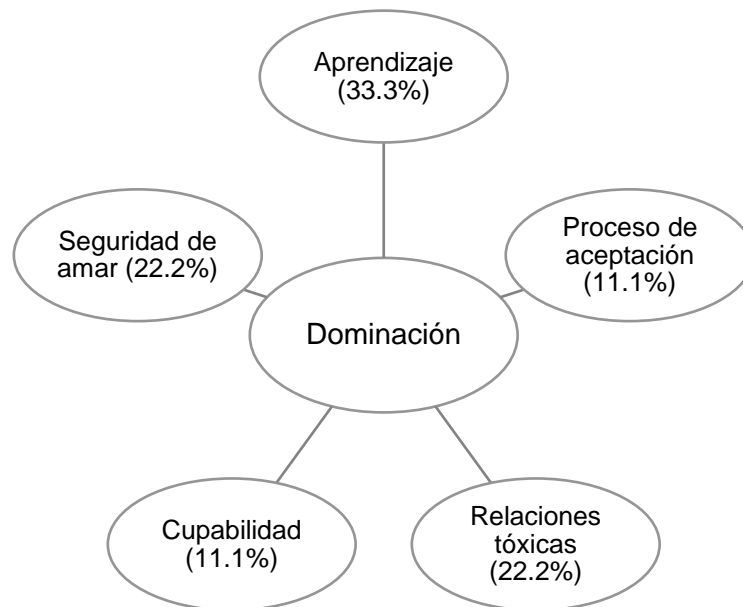 Aprendizaje
(33.3%)
Seguridad de
amar (22.2%)
Proceso de
aceptación
(11.1%)
Dominación
Cupabilidad
(11.1%)
Relaciones
tóxicas
(22.2%)